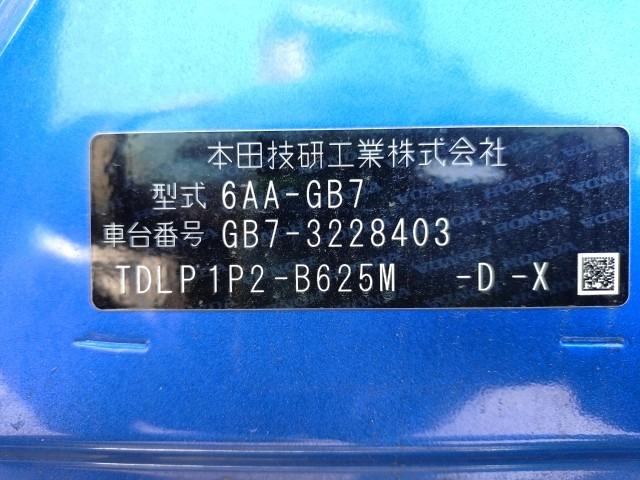 本田技研工業株式会社
型式 6AA-GB7
車台番号 GB7-3228403
TDLP1P2-B625M -D -X